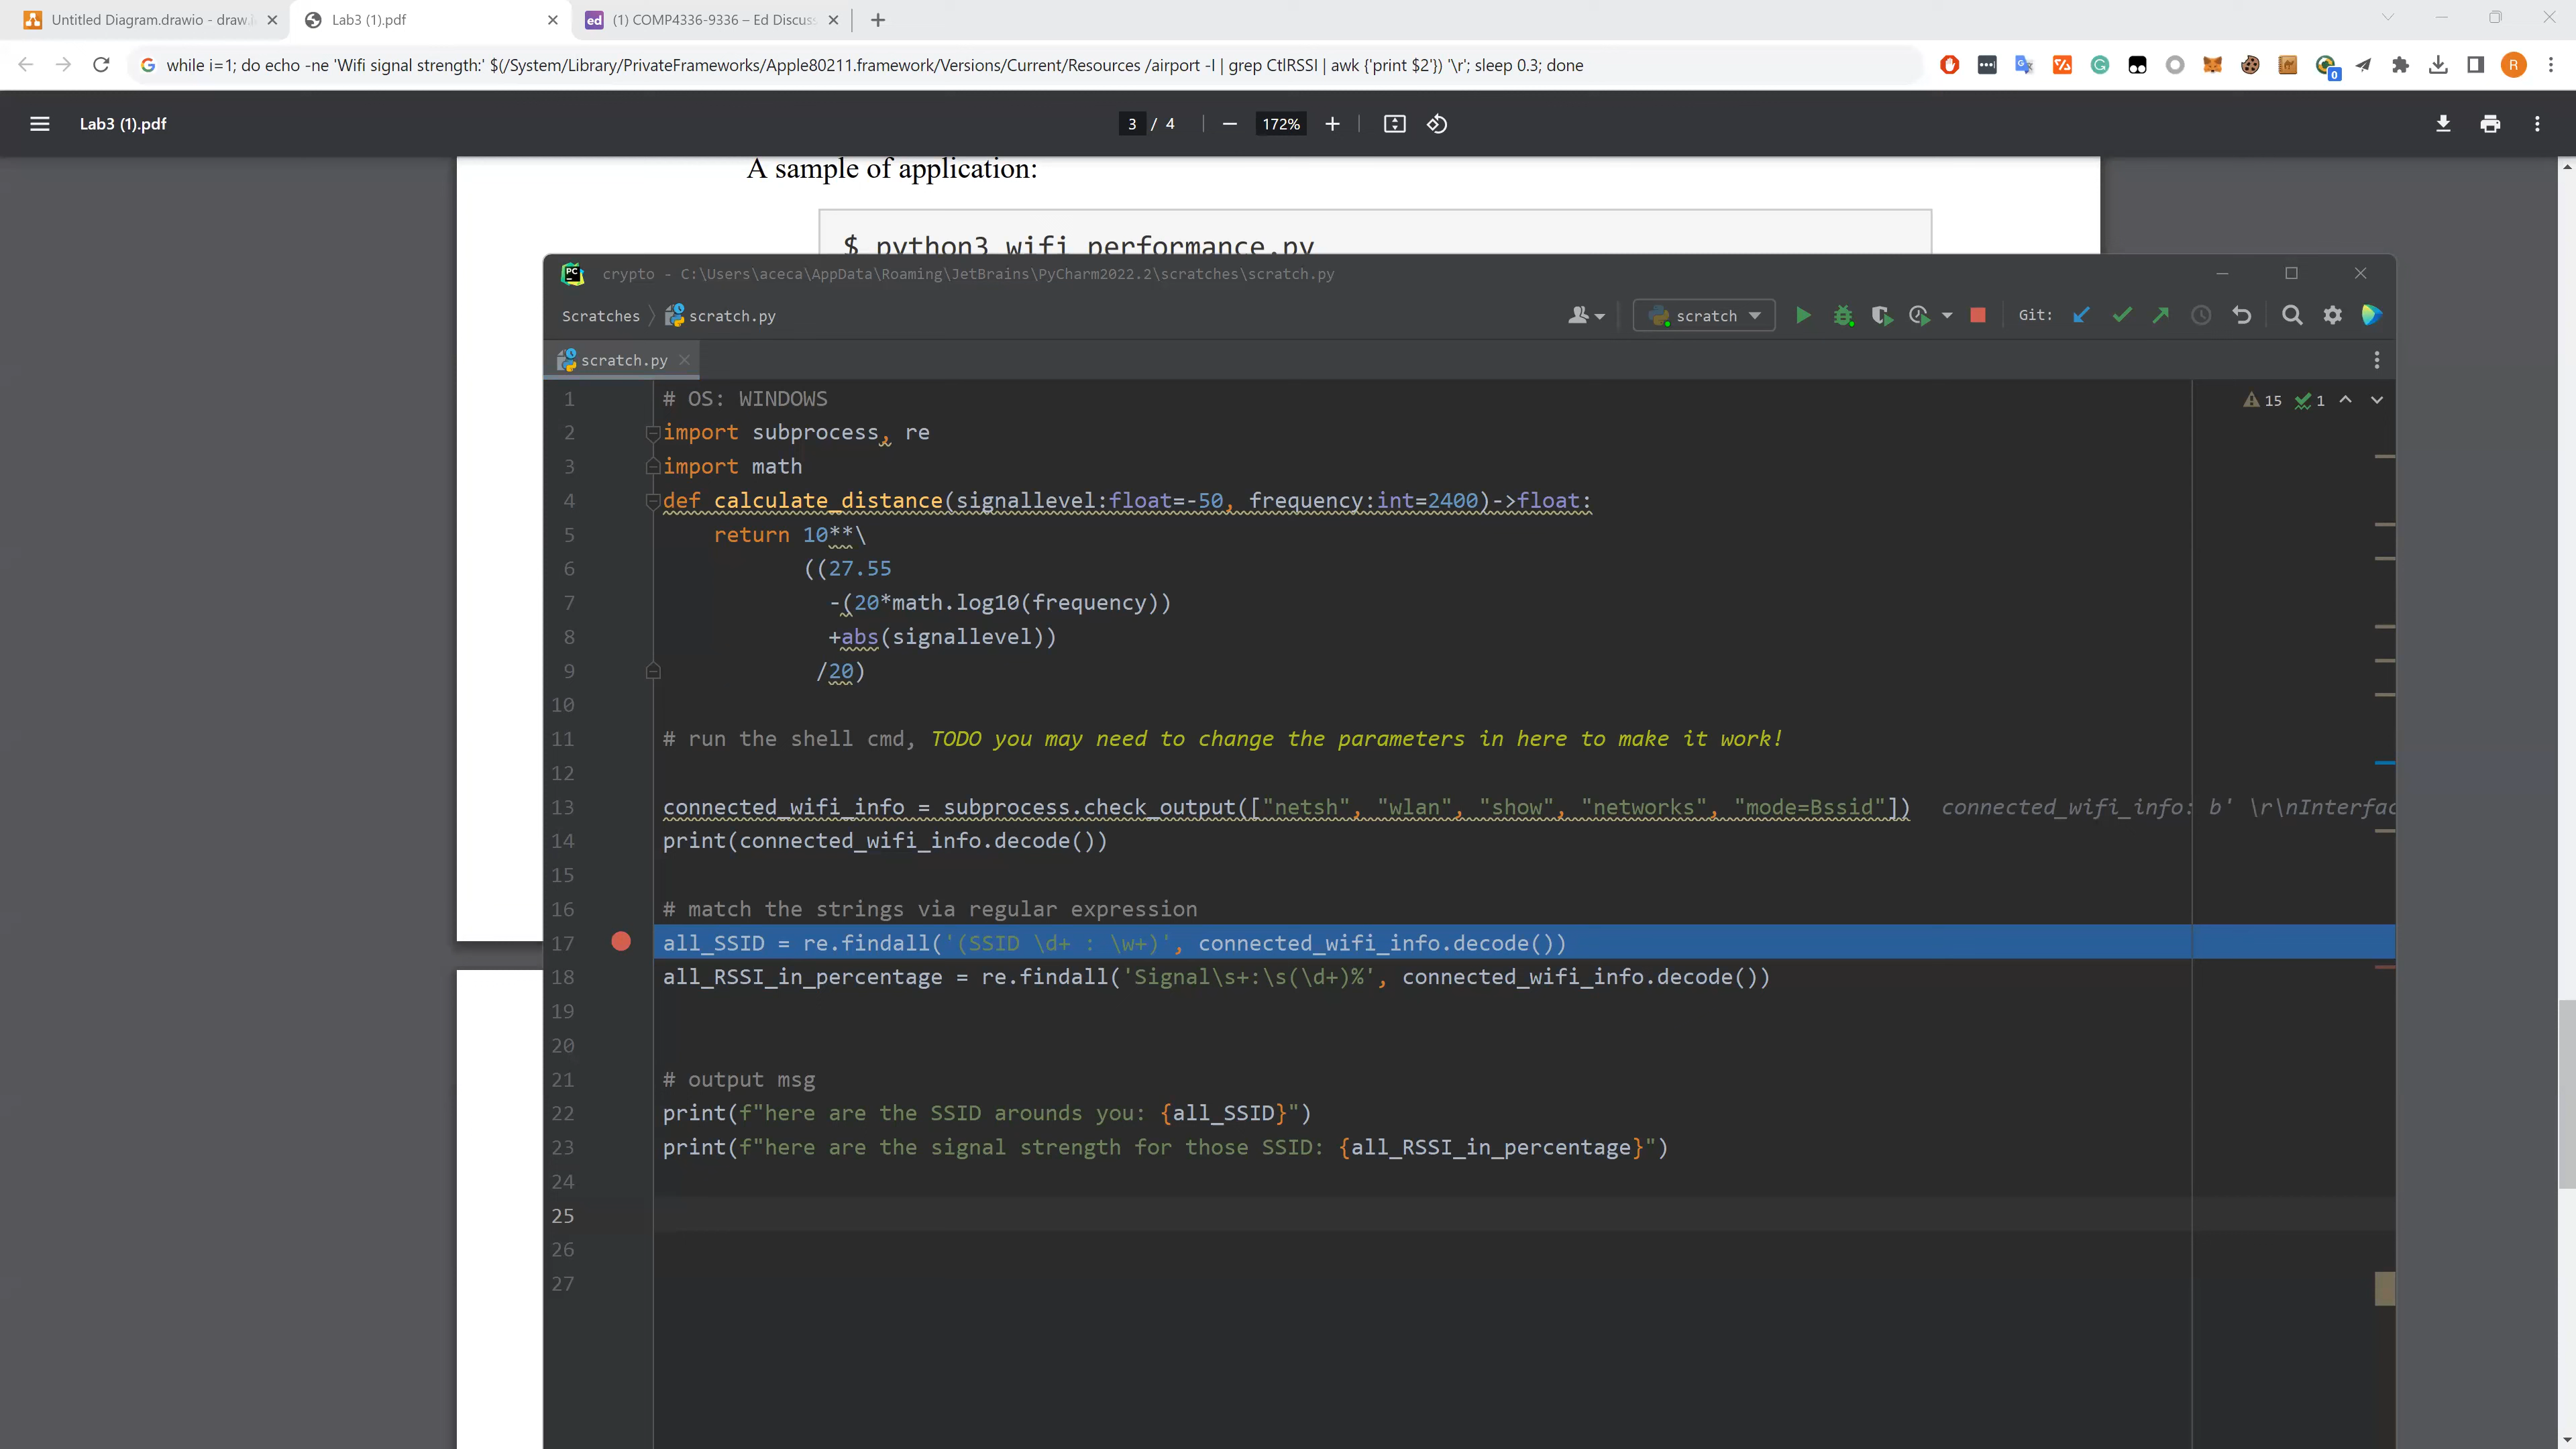 Untitled Diagram.drawio - draw.i
Lab3 (1).pdf
(1) COMP4336-9336 – Ed Discuss
while i=1; do echo -ne 'Wifi signal strength:' $(/System/Library/PrivateFrameworks/Apple80211.framework/Versions/Current/Resources /airport -I | grep CtlRSSI | awk {'print $2'}) '\r'; sleep 0.3; done
0
R
Lab3 (1).pdf
3 / 4
172%
A sample of application:
$ python3 wifi_performance.py
PC
crypto - C:\Users\aceca\AppData\Roaming\JetBrains\PyCharm2022.2\scratches\scratch.py
Scratches
scratch.py
scratch
Git:
scratch.py
15
1
1 # OS: WINDOWS
2 import subprocess, re
3 import math
4 def calculate_distance(signallevel:float=-50, frequency:int=2400)->float:
5 return 10**\
6 ((27.55
7 -(20*math.log10(frequency))
8 +abs(signallevel))
9 /20)
10
11 # run the shell cmd, TODO you may need to change the parameters in here to make it work!
12
13 connected_wifi_info = subprocess.check_output(["netsh", "wlan", "show", "networks", "mode=Bssid"]) connected_wifi_info: b' \r\nInterfac
14 print(connected_wifi_info.decode())
15
16 # match the strings via regular expression
17 all_SSID = re.findall('(SSID \d+ : \w+)', connected_wifi_info.decode())
18 all_RSSI_in_percentage = re.findall('Signal\s+:\s(\d+)%', connected_wifi_info.decode())
19
20
21 # output msg
22 print(f"here are the SSID arounds you: {all_SSID}")
23 print(f"here are the signal strength for those SSID: {all_RSSI_in_percentage}")
24
25
26
27